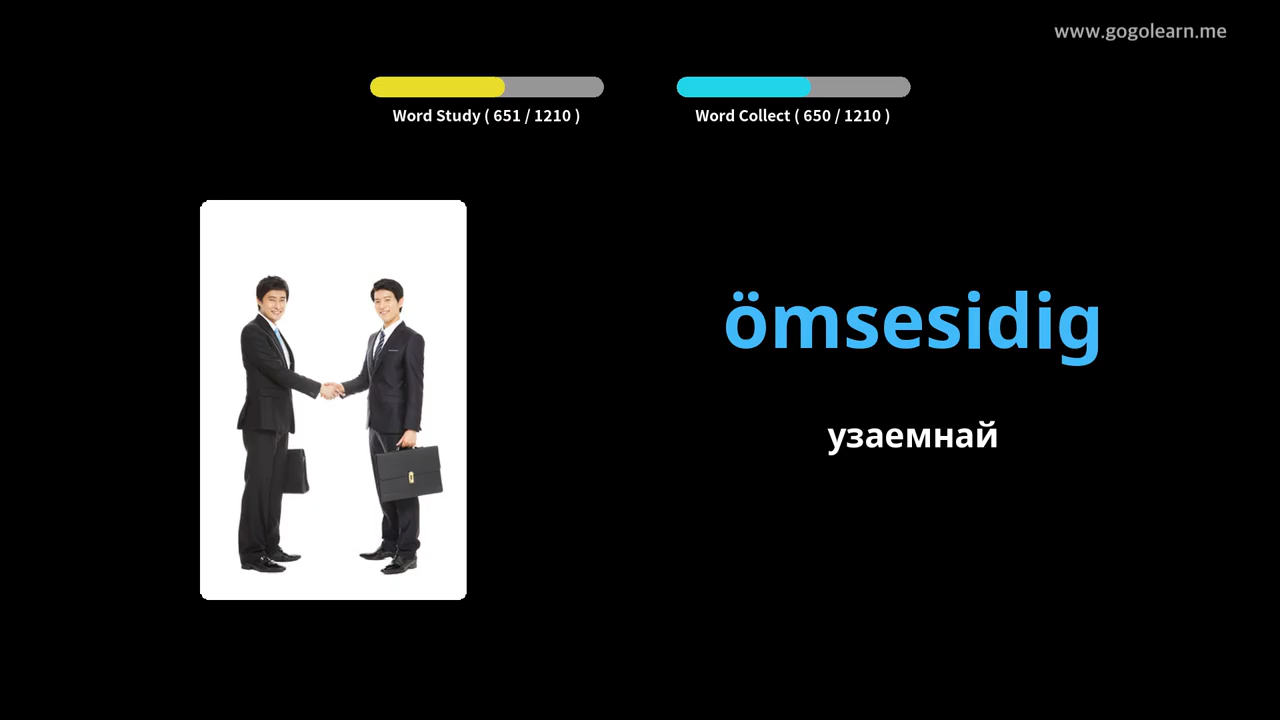 www.gogolearn.me
Word Study ( 651 / 1210 )
Word Collect ( 650 / 1210 )
ömsesidig
узаемнай